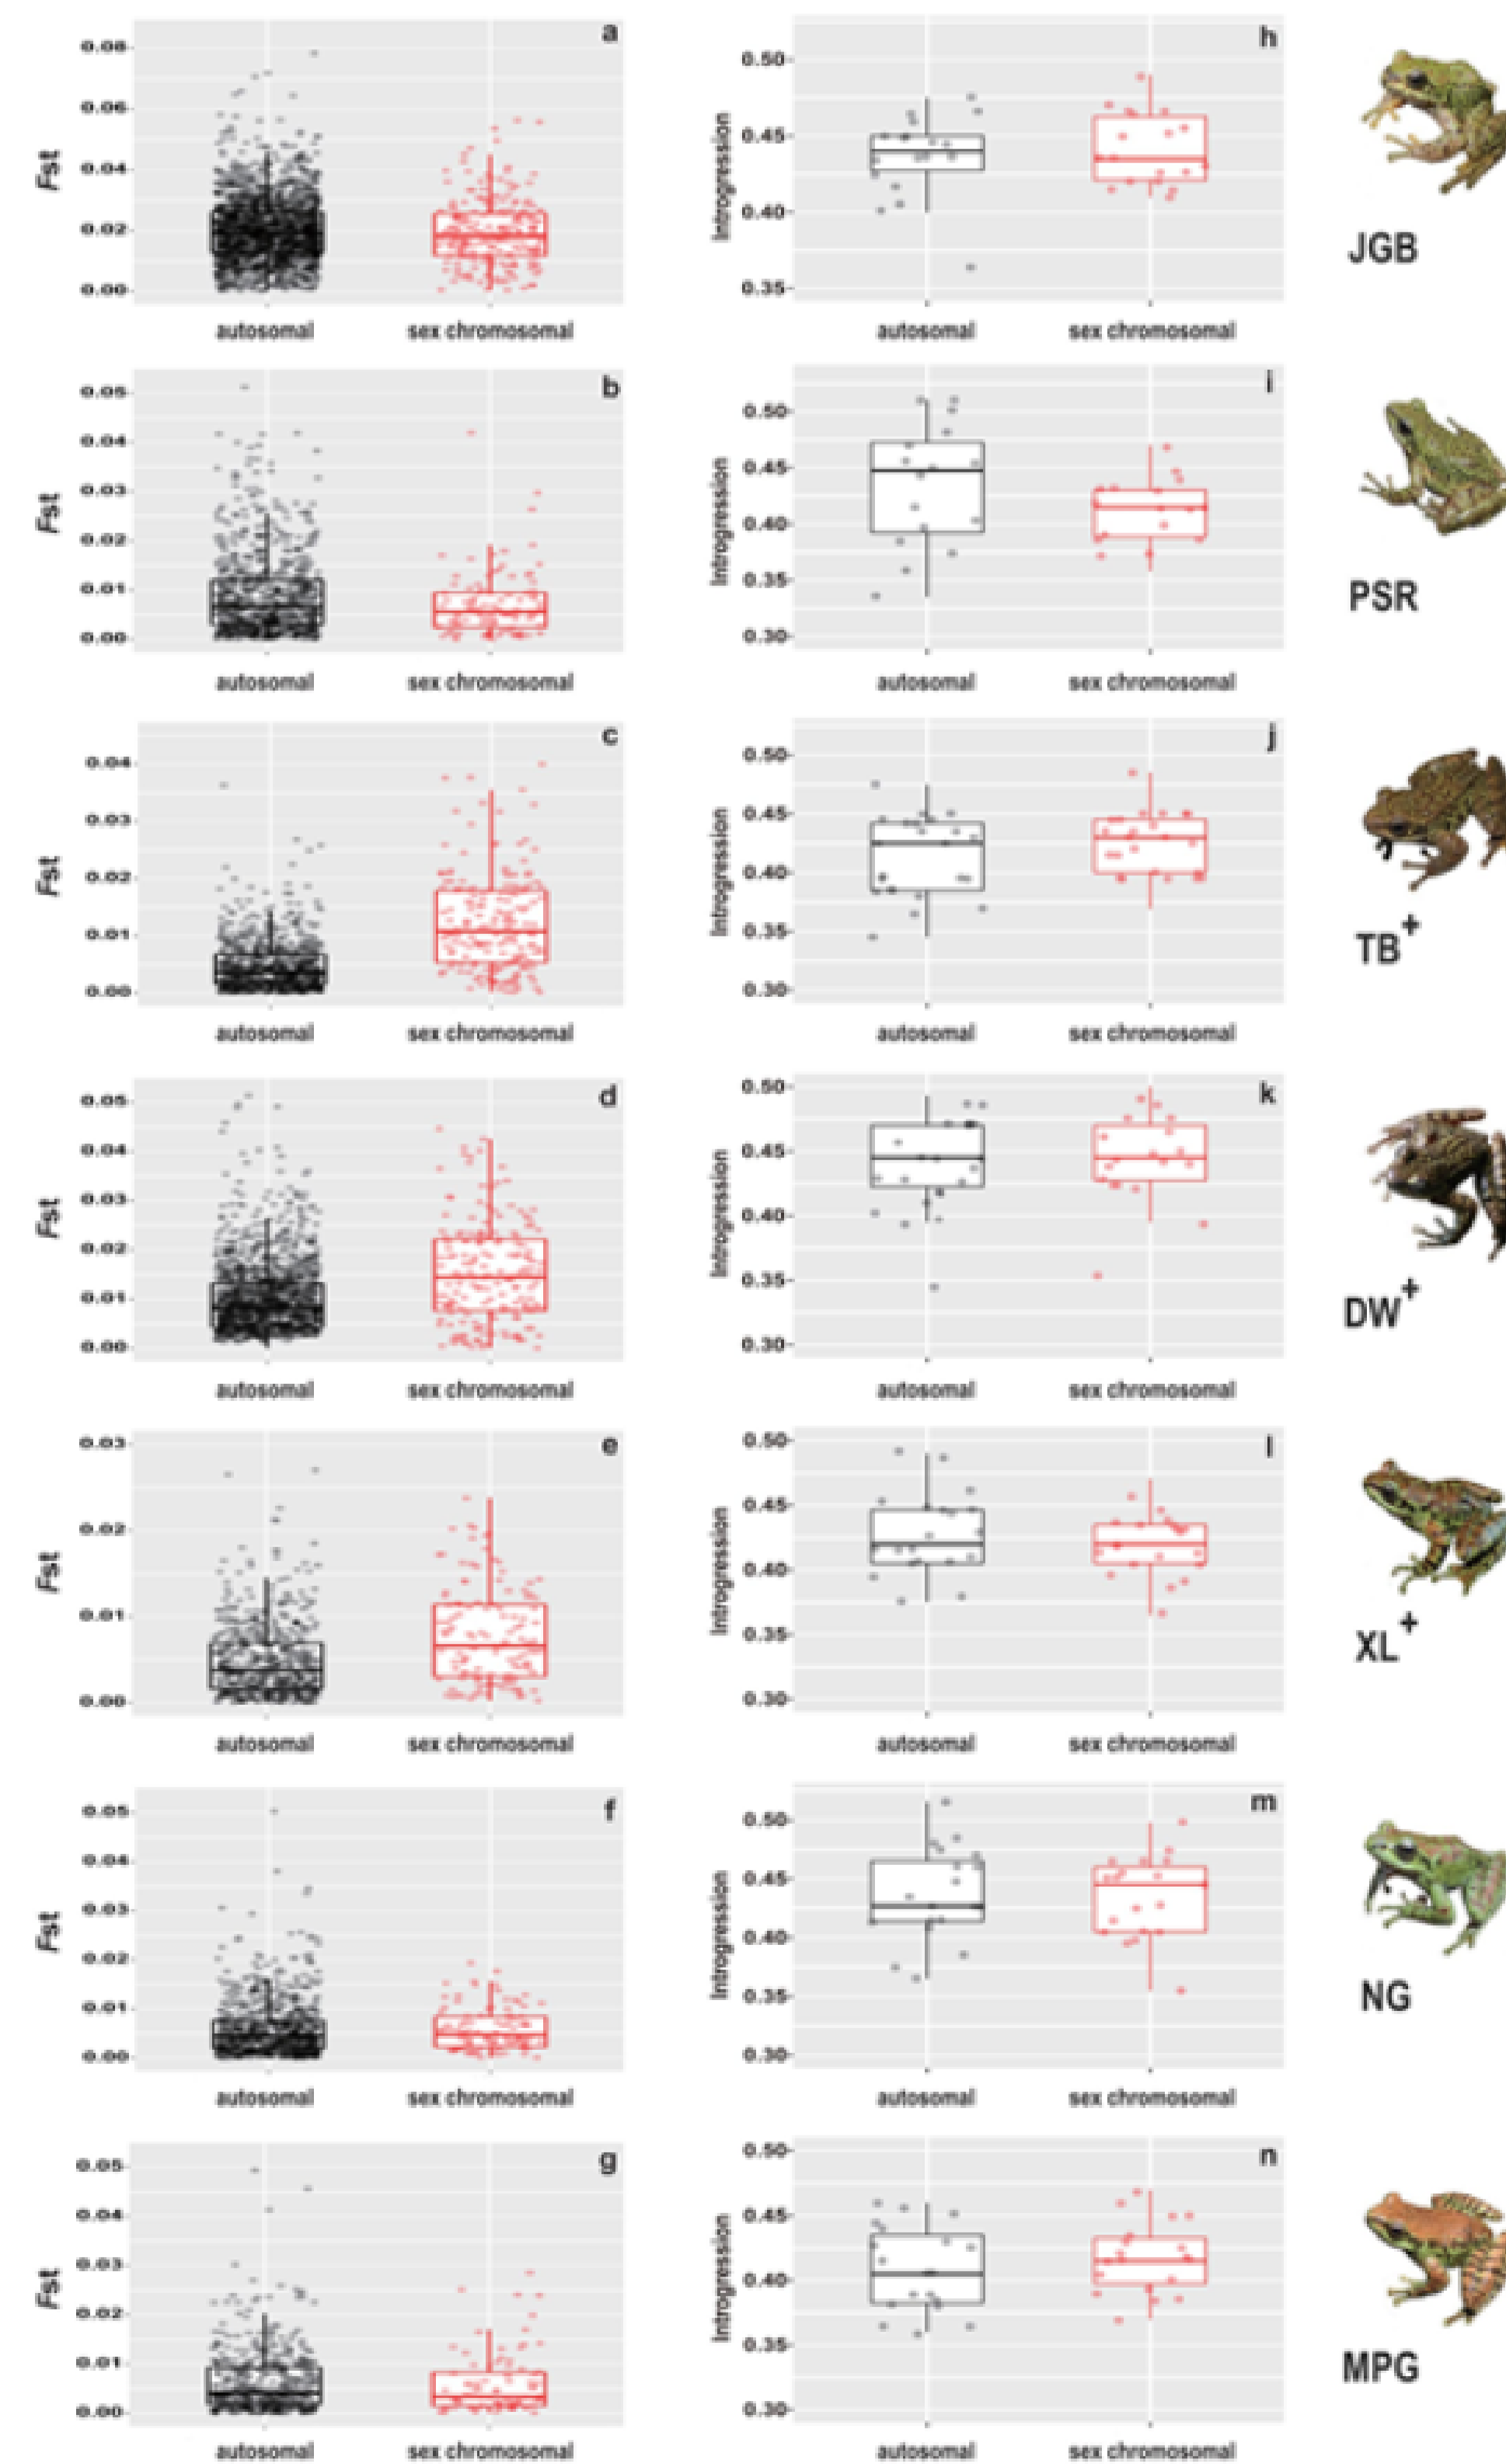 a
0.08
0.06
0.04
0.02
0.00
Fst
autosomal sex chromosomal
h
0.50
0.45
0.40
0.35
Introgression
autosomal sex chromosomal
JGB
b
0.05
0.04
0.03
0.02
0.01
0.00
Fst
autosomal sex chromosomal
i
0.50
0.45
0.40
0.35
0.30
Introgression
autosomal sex chromosomal
PSR
c
0.04
0.03
0.02
0.01
0.00
Fst
autosomal sex chromosomal
j
0.50
0.45
0.40
0.35
0.30
Introgression
autosomal sex chromosomal
TB+
d
0.05
0.04
0.03
0.02
0.01
0.00
Fst
autosomal sex chromosomal
k
0.50
0.45
0.40
0.35
0.30
Introgression
autosomal sex chromosomal
DW+
e
0.03
0.02
0.01
0.00
Fst
autosomal sex chromosomal
l
0.50
0.45
0.40
0.35
0.30
Introgression
autosomal sex chromosomal
XL+
f
0.05
0.04
0.03
0.02
0.01
0.00
Fst
autosomal sex chromosomal
m
0.50
0.45
0.40
0.35
0.30
Introgression
autosomal sex chromosomal
NG
g
0.05
0.04
0.03
0.02
0.01
0.00
Fst
autosomal sex chromosomal
n
0.50
0.45
0.40
0.35
0.30
Introgression
autosomal sex chromosomal
MPG